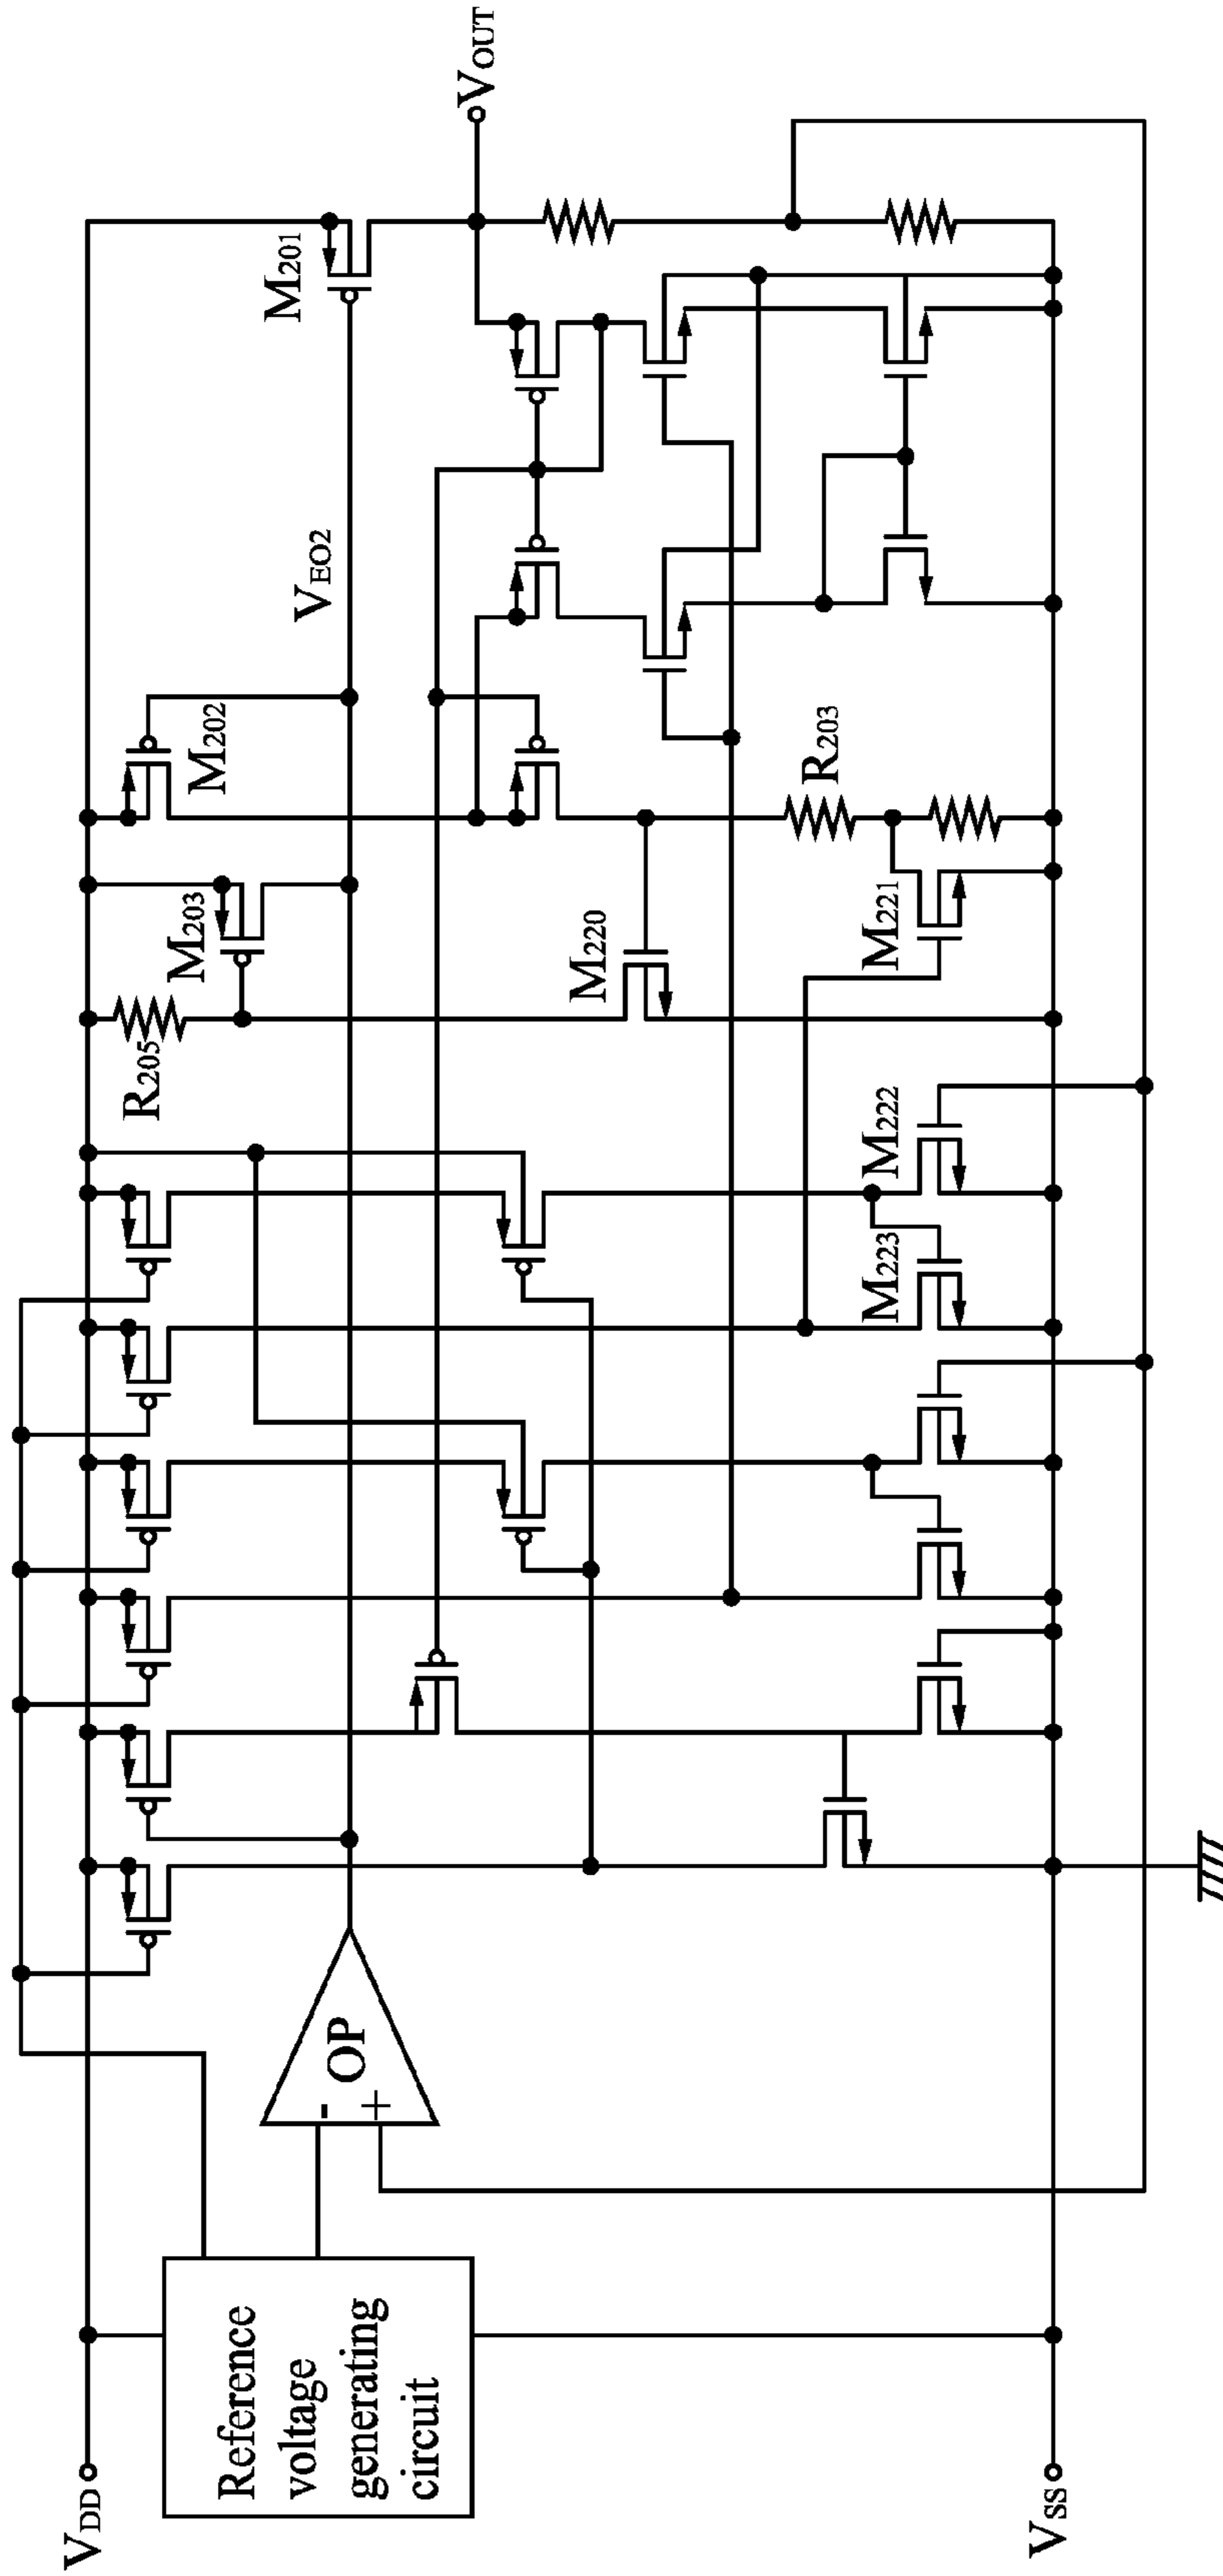 VDD
Reference
voltage
generating
circuit
VSS
-
+
OP
R205
M203
M202
VEO2
M201
VOUT
M220
R203
M221
M222
M223